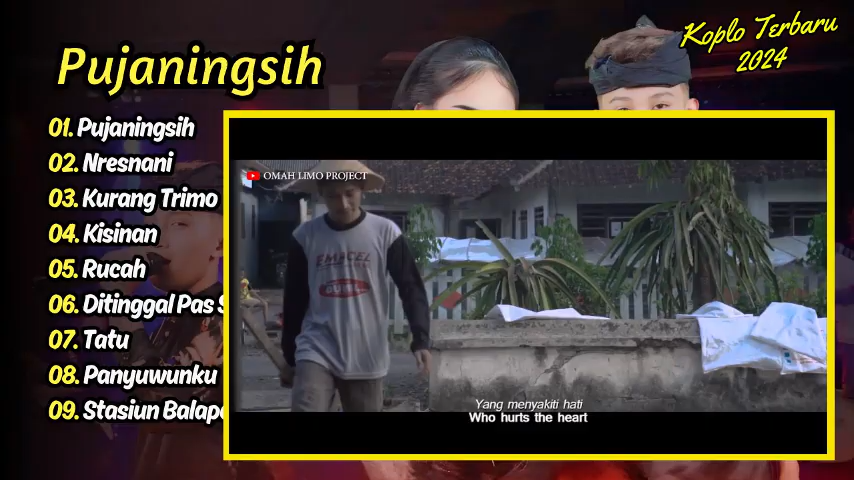 Koplo Terbaru
2024
Pujaningsih
01. Pujaningsih
02. Nresnani
03. Kurang Trimo
04. Kisinan
05. Rucah
06. Ditinggal Pas
07. Tatu
08. Panyuwunku
09. Stasiun
OMAH LIMO PROJECT
Yang menyakiti hati
Who hurts the heart